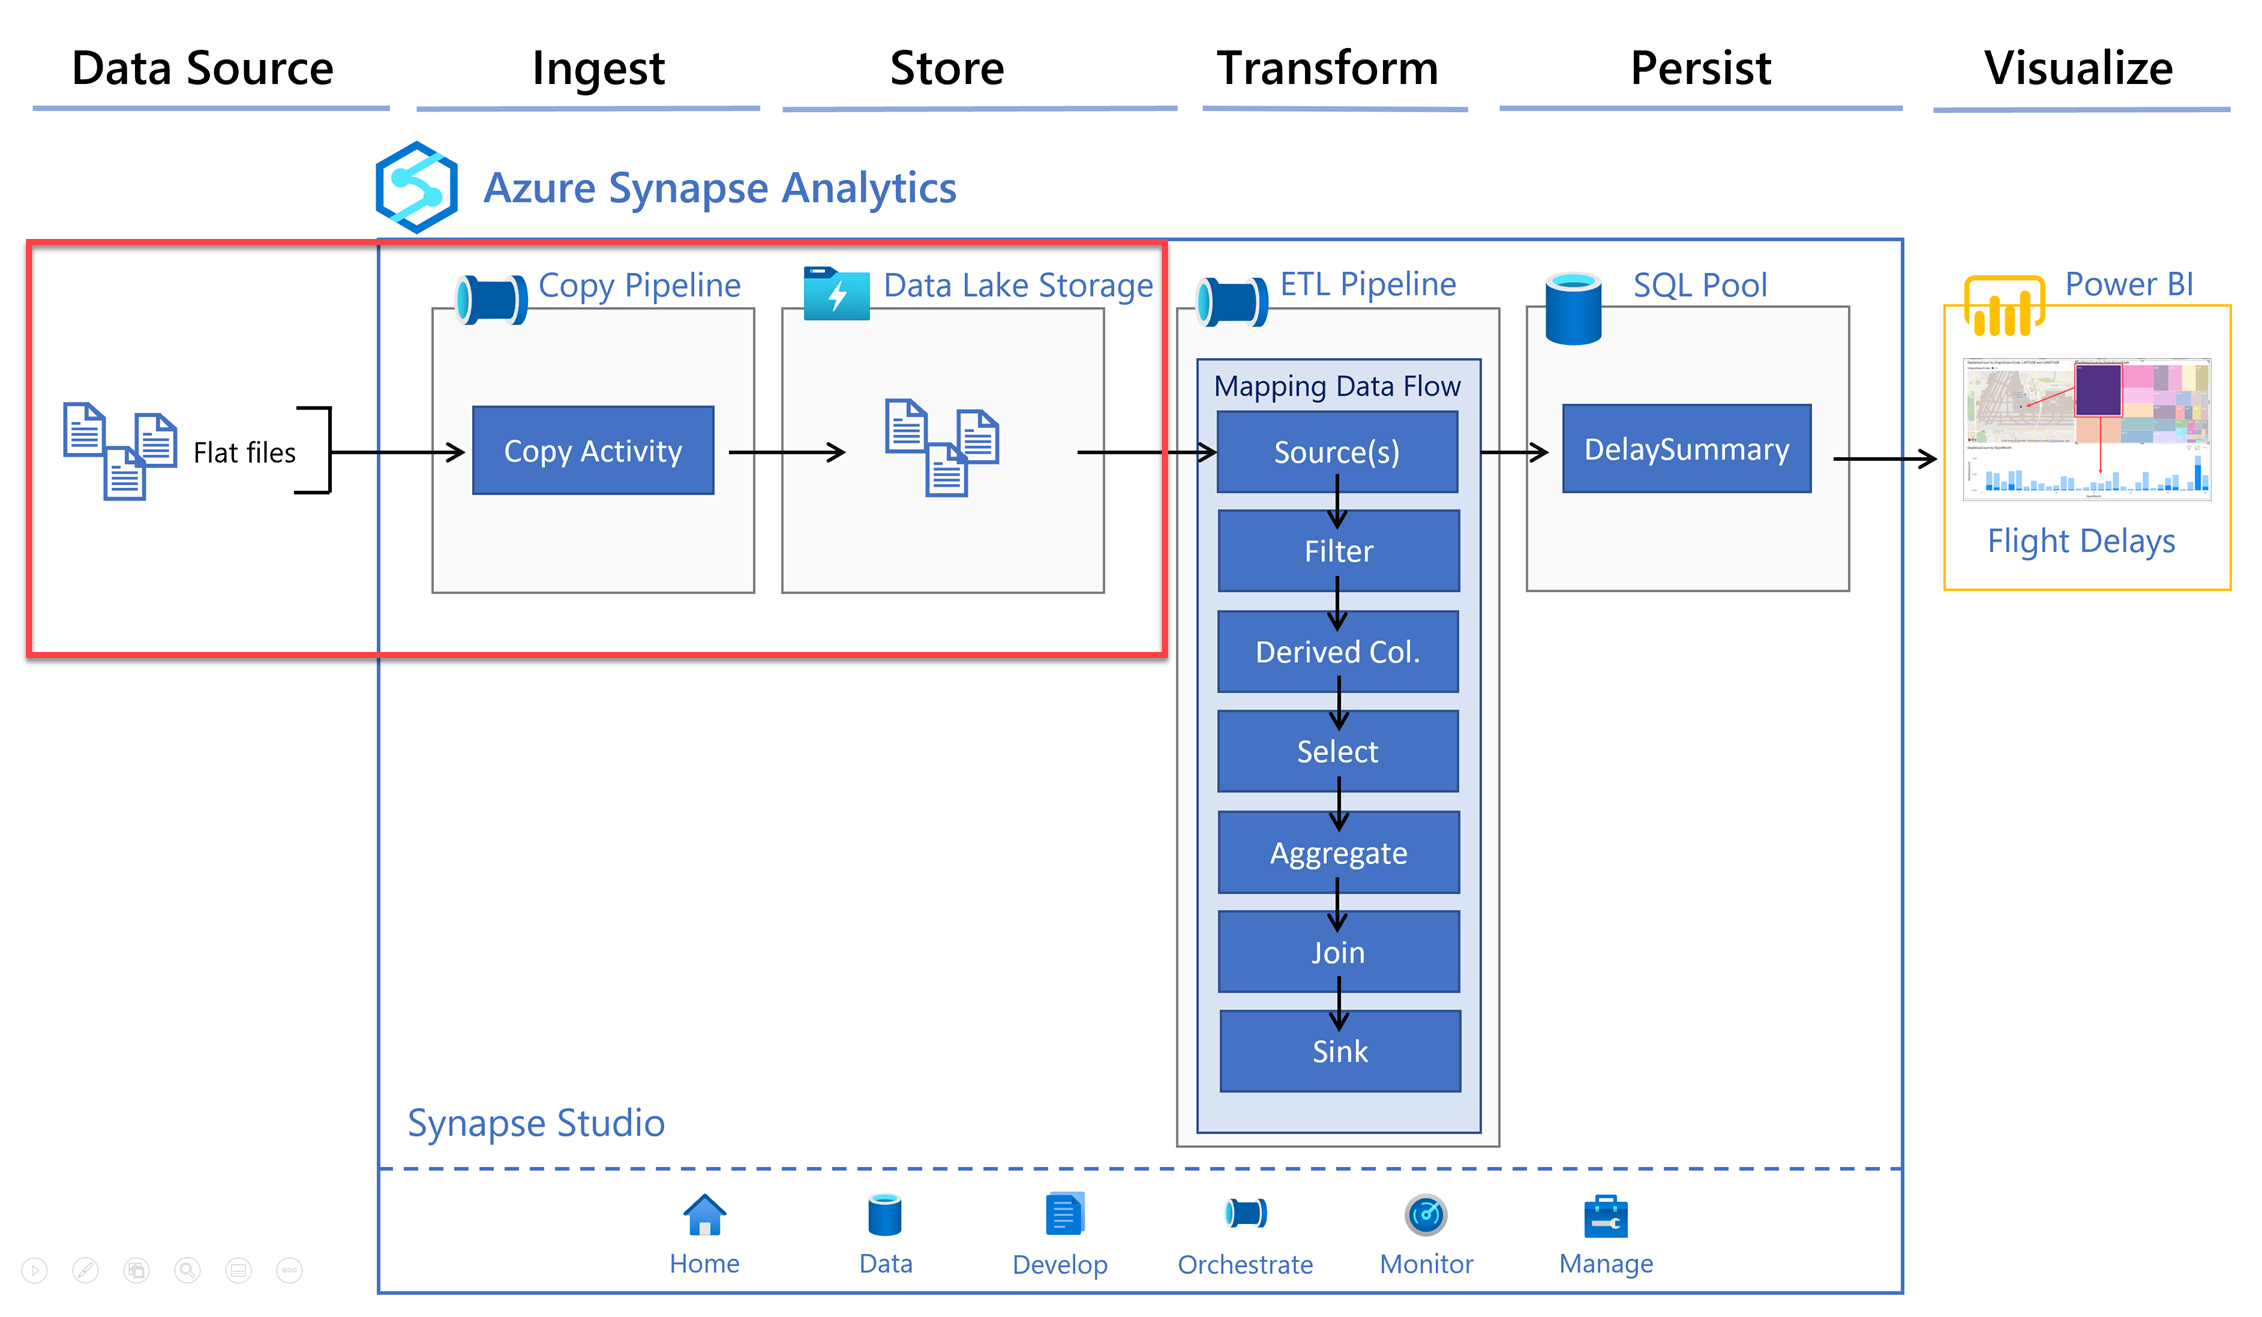 Data Source
Ingest
Store
Transform
Persist
Visualize
Azure Synapse Analytics
Copy Pipeline
Data Lake Storage
ETL Pipeline
SQL Pool
Power BI
Flat files
Copy Activity
Mapping Data Flow
Source(s)
Filter
Derived Col.
Select
Aggregate
Join
Sink
DelaySummary
Flight Delays
Synapse Studio
Home
Data
Develop
Orchestrate
Monitor
Manage